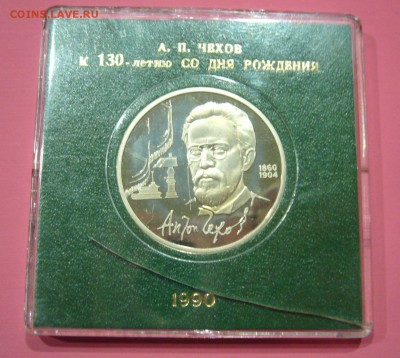 COINS.LAVE.RU
А. П. ЧЕХОВ
К 130-летию СО ДНЯ РОЖДЕНИЯ
1860
1904
Антон Чехов
1990